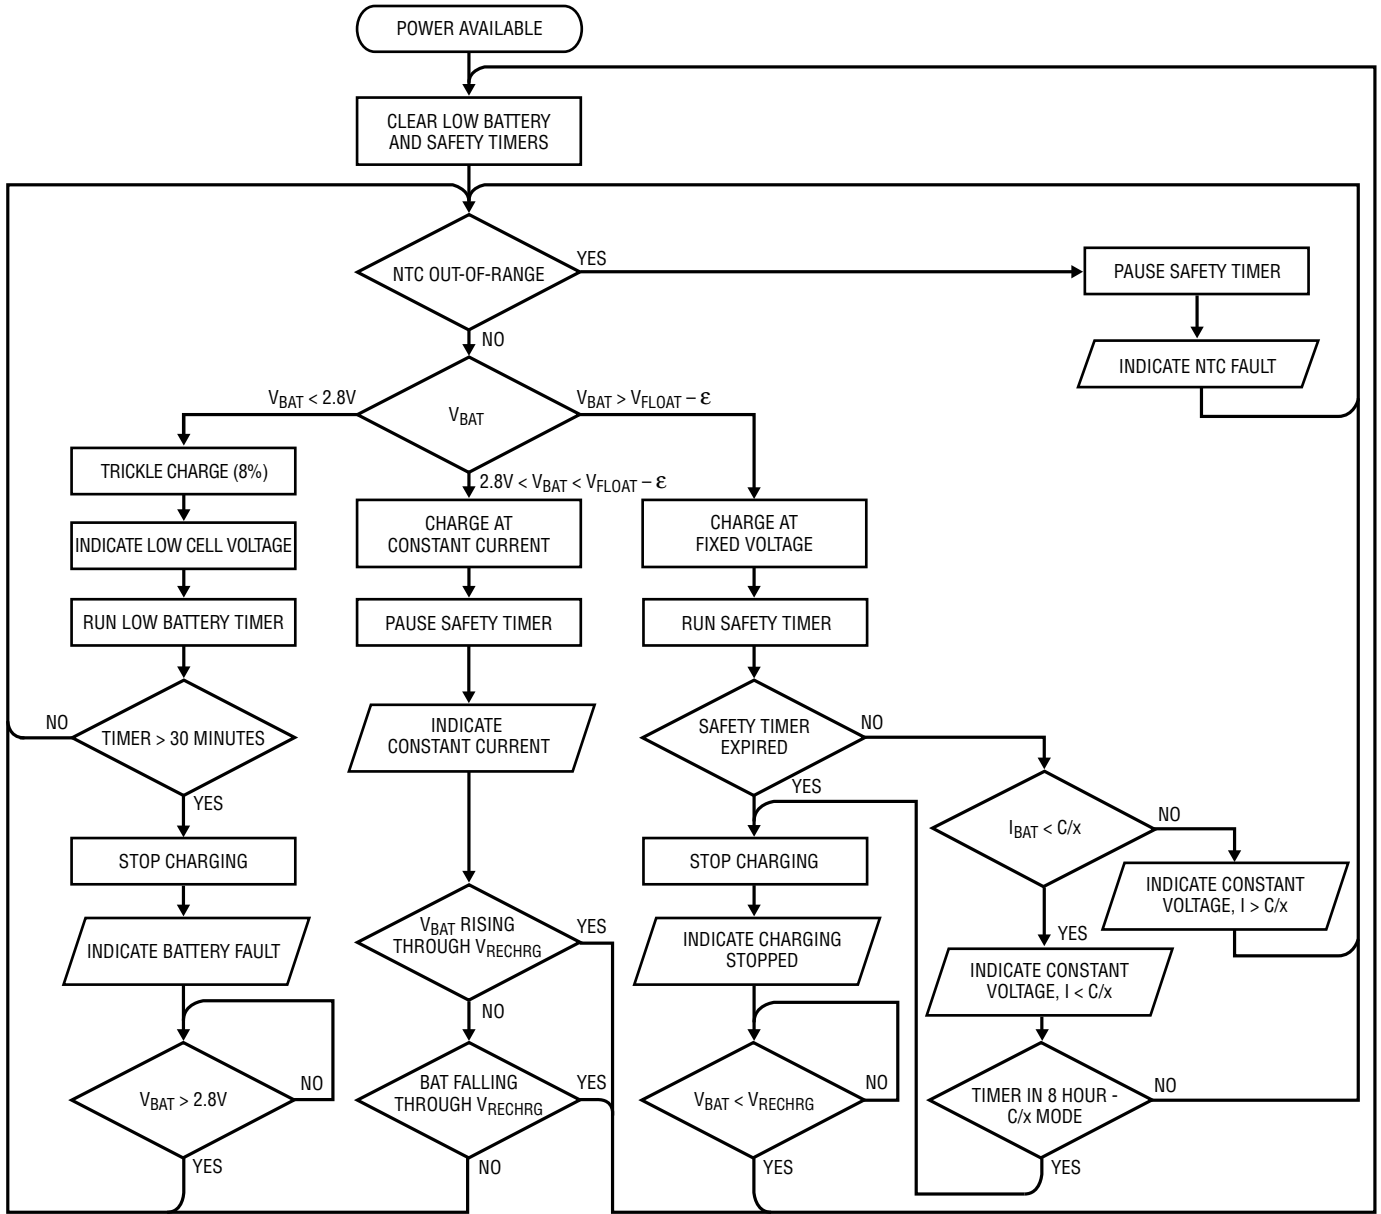 POWER AVAILABLE
CLEAR LOW BATTERY
AND SAFETY TIMERS
NTC OUT-OF-RANGE
YES
PAUSE SAFETY TIMER
NO
INDICATE NTC FAULT
VBAT < 2.8V
VBAT
VBAT > VFLOAT – ε
2.8V < VBAT < VFLOAT – ε
TRICKLE CHARGE (8%)
INDICATE LOW CELL VOLTAGE
RUN LOW BATTERY TIMER
TIMER > 30 MINUTES
NO
YES
STOP CHARGING
INDICATE BATTERY FAULT
VBAT > 2.8V
NO
YES
CHARGE AT
CONSTANT CURRENT
PAUSE SAFETY TIMER
INDICATE
CONSTANT CURRENT
VBAT RISING
THROUGH VRECHRG
YES
NO
BAT FALLING
THROUGH VRECHRG
YES
NO
CHARGE AT
FIXED VOLTAGE
RUN SAFETY TIMER
SAFETY TIMER
EXPIRED
NO
YES
STOP CHARGING
INDICATE CHARGING
STOPPED
VBAT < VRECHRG
NO
YES
IBAT < C/x
NO
YES
INDICATE CONSTANT
VOLTAGE, I > C/x
INDICATE CONSTANT
VOLTAGE, I < C/x
TIMER IN 8 HOUR -
C/x MODE
NO
YES